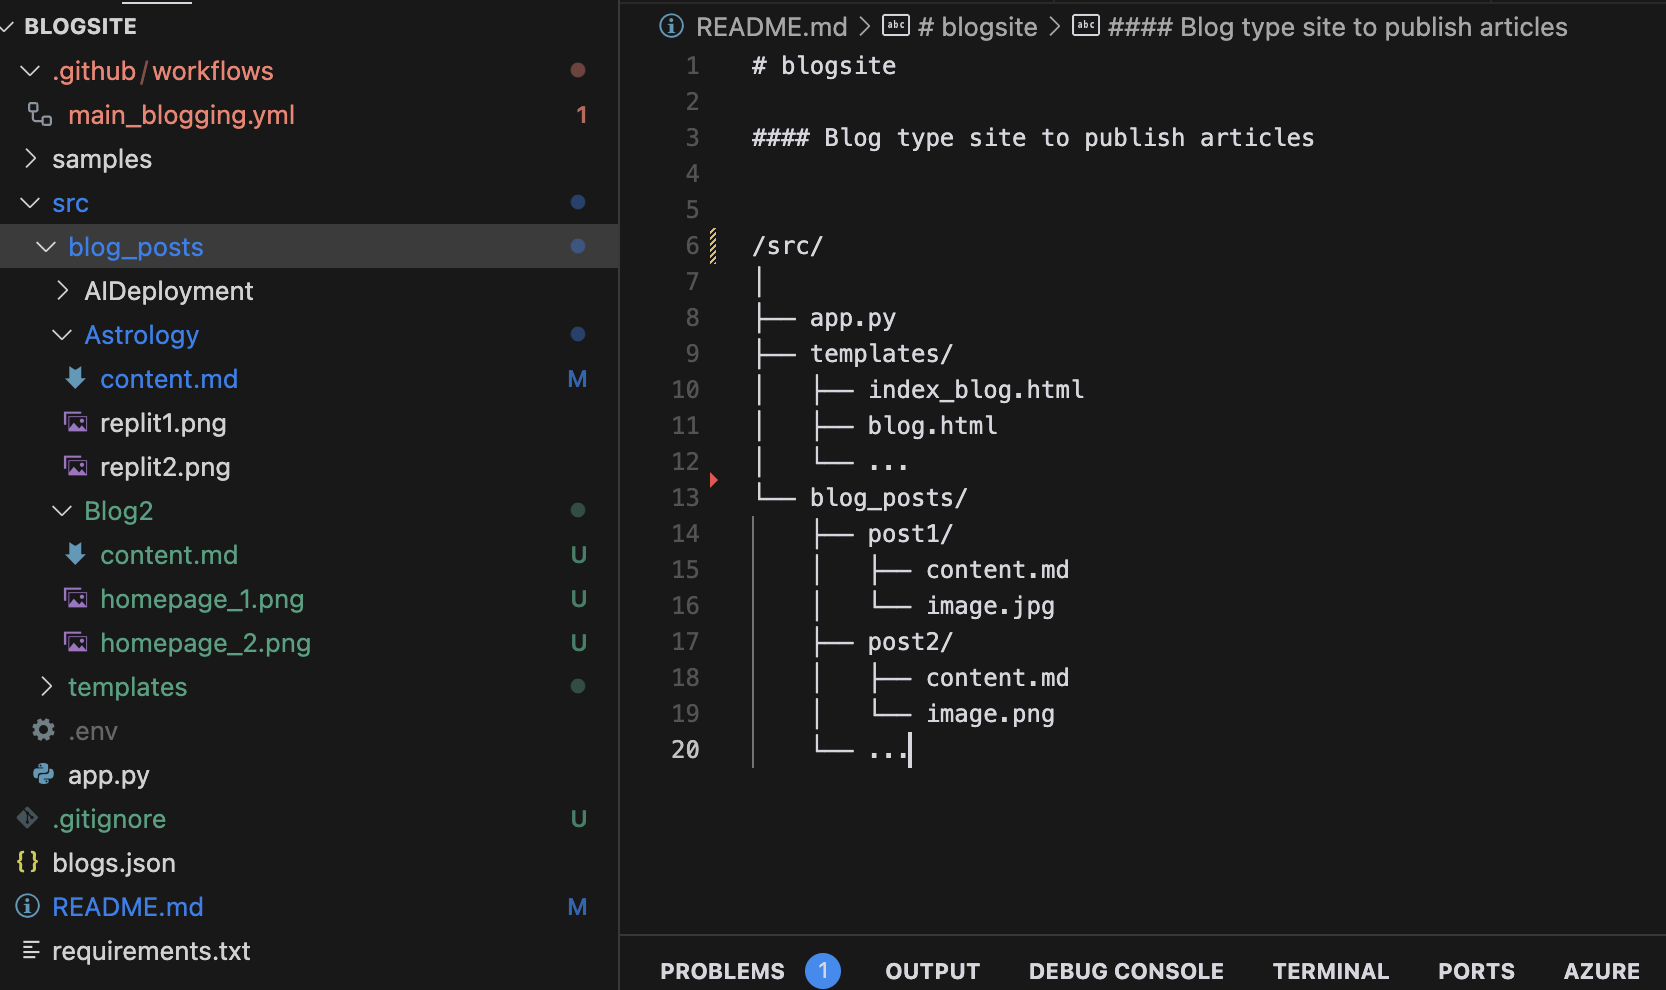 BLOGSITE
.github/workflows
main_blogging.yml 1
samples
src
blog_posts
AIDeployment
Astrology
content.md M
replit1.png
replit2.png
Blog2
content.md U
homepage_1.png U
homepage_2.png U
templates
.env
app.py
.gitignore U
{} blogs.json
README.md M
requirements.txt
README.md > abc # blogsite > abc #### Blog type site to publish articles
1 # blogsite
2
3 #### Blog type site to publish articles
4
5
6 /src/
7 │
8 ├── app.py
9 ├── templates/
10 │   ├── index_blog.html
11 │   ├── blog.html
12 │   └── ...
13 └── blog_posts/
14     ├── post1/
15     │   ├── content.md
16     │   └── image.jpg
17     ├── post2/
18     │   ├── content.md
19     │   └── image.png
20     └── ...
PROBLEMS 1 OUTPUT DEBUG CONSOLE TERMINAL PORTS AZURE